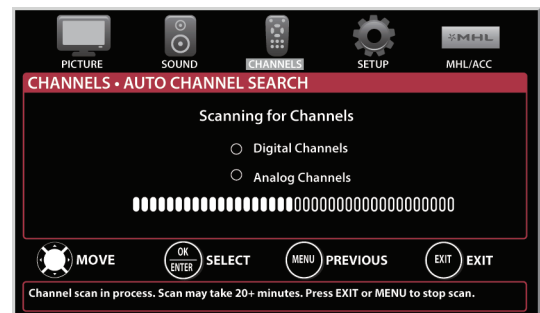 PICTURE SOUND CHANNELS SETUP MHL/ACC
MHL
CHANNELS • AUTO CHANNEL SEARCH
Scanning for Channels
Digital Channels
Analog Channels
MOVE OK/ENTER SELECT MENU PREVIOUS EXIT EXIT
Channel scan in process. Scan may take 20+ minutes. Press EXIT or MENU to stop scan.